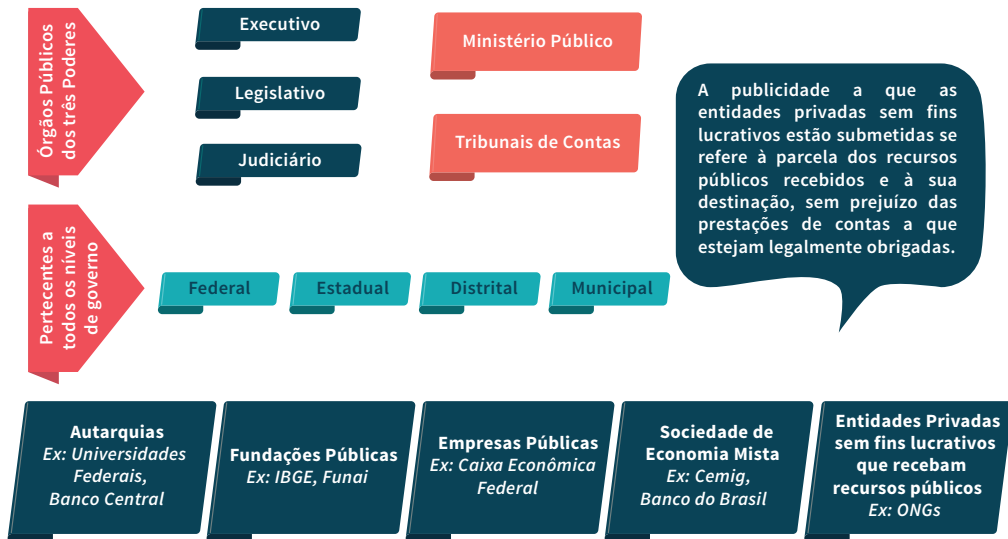 Órgãos Públicos
dos três Poderes
Executivo
Legislativo
Judiciário
Ministério Público
Tribunais de Contas
A publicidade a que as
entidades privadas sem fins
lucrativos estão submetidas se
refere à parcela dos recursos
públicos recebidos e à sua
destinação, sem prejuízo das
prestações de contas a que
estejam legalmente obrigadas.
Pertecentes a
todos os níveis
de governo
Federal
Estadual
Distrital
Municipal
Autarquias
Ex: Universidades
Federais,
Banco Central
Fundações Públicas
Ex: IBGE, Funai
Empresas Públicas
Ex: Caixa Econômica
Federal
Sociedade de
Economia Mista
Ex: Cemig,
Banco do Brasil
Entidades Privadas
sem fins lucrativos
que recebam
recursos públicos
Ex: ONGs